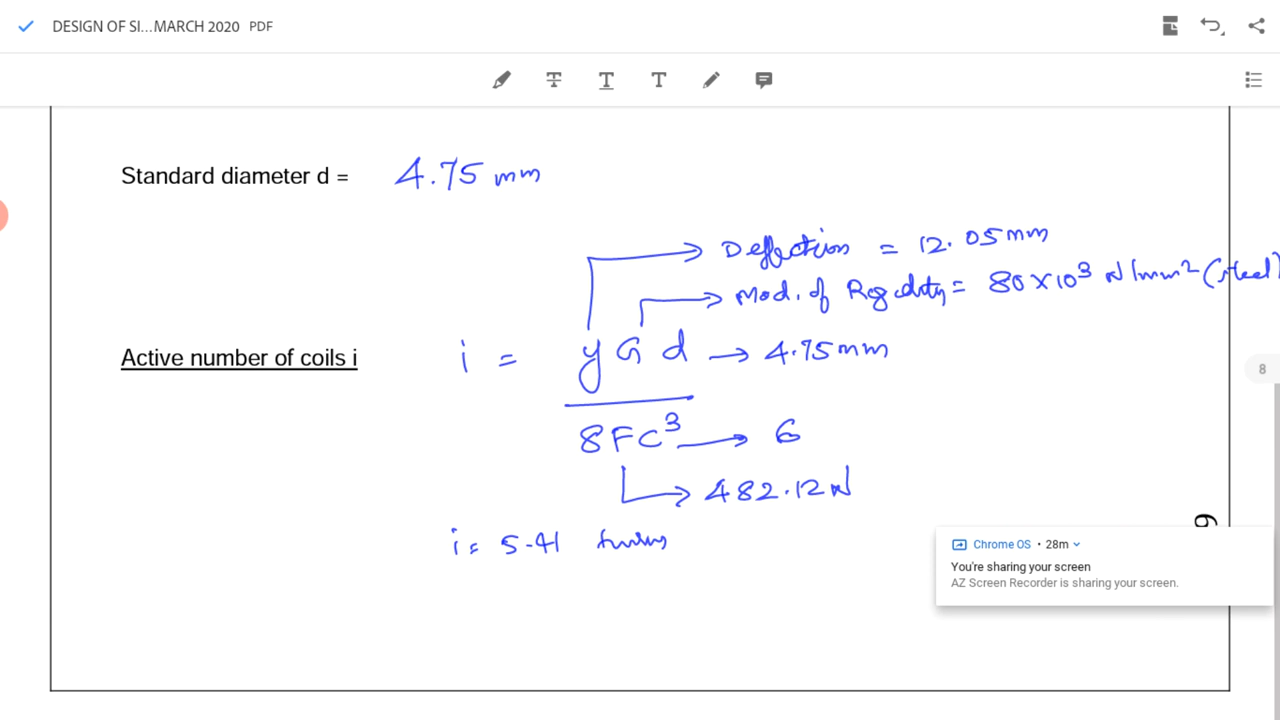 DESIGN OF SI...MARCH 2020 PDF
Standard diameter d = 4.75 mm
Deflection = 12.05mm
Mod. of Rigidity = 80 X 10³ N/mm² (steel)
Active number of coils i i = y G d → 4.75mm
8FC³ → 6
482.12N
i = 5.41 turns
8
6
Chrome OS • 28m
You're sharing your screen
AZ Screen Recorder is sharing your screen.